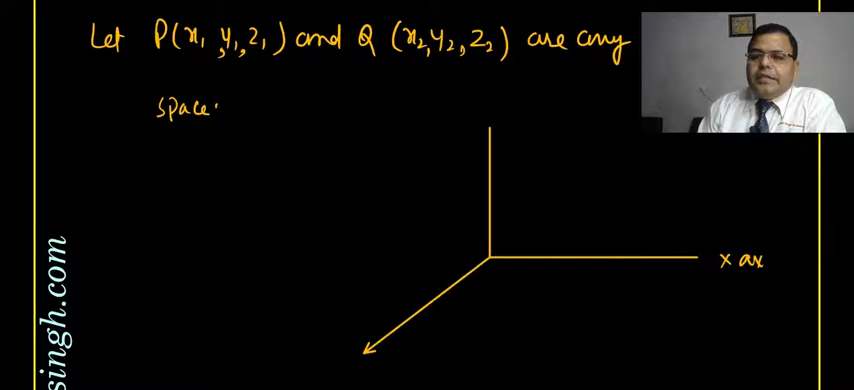 Let P(x₁, y₁, z₁) and Q (x₂, y₂, z₂) are any
space.
x ax
singh.com